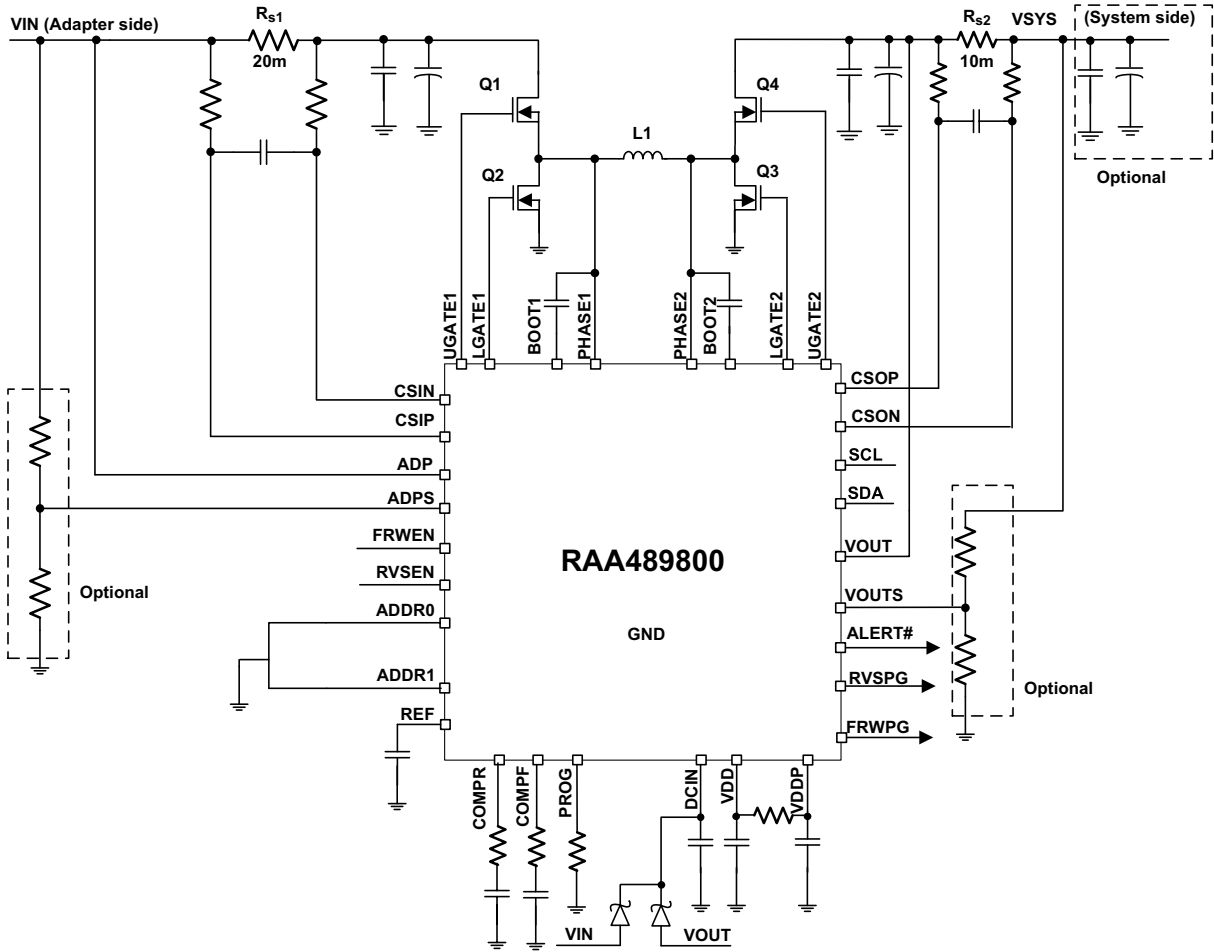 VIN (Adapter side)
Rs1
20m
Rs2
10m
VSYS
(System side)
Optional
Q1
Q4
L1
Q2
Q3
UGATE1
LGATE1
BOOT1
PHASE1
PHASE2
BOOT2
LGATE2
UGATE2
CSIN
CSIP
ADP
ADPS
FRWEN
RVSEN
ADDR0
ADDR1
REF
Optional
RAA489800
GND
CSOP
CSON
SCL
SDA
VOUT
VOUTS
ALERT#
RVSPG
FRWPG
Optional
COMPR
COMPF
PROG
DCIN
VDD
VDDP
VIN
VOUT